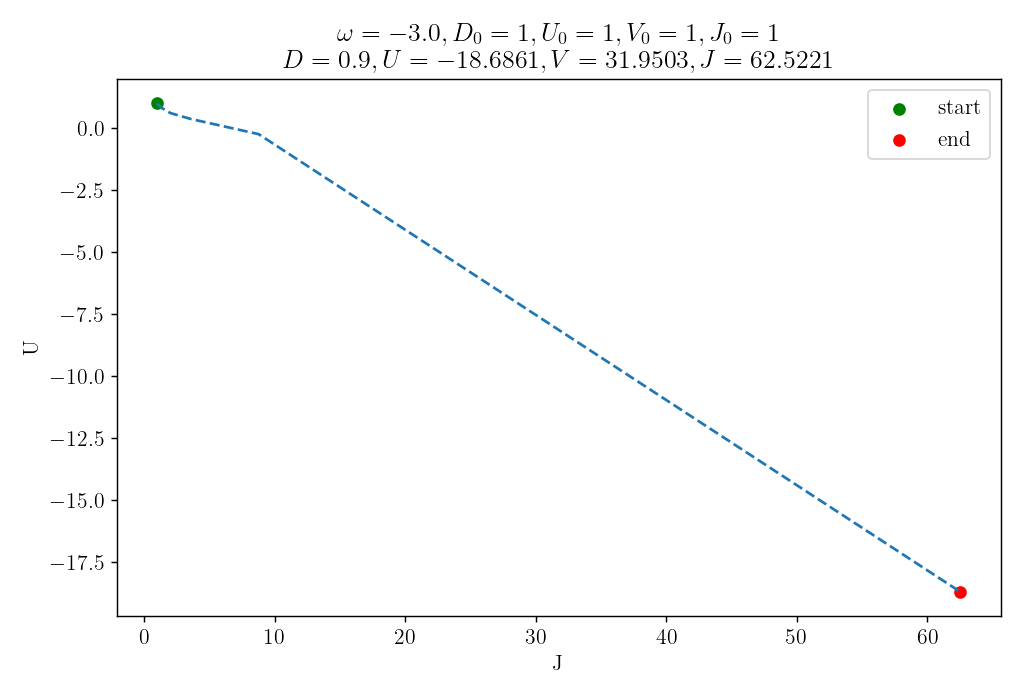 ω = −3.0, D₀ = 1, U₀ = 1, V₀ = 1, J₀ = 1
D = 0.9, U = −18.6861, V = 31.9503, J = 62.5221
start
end
0.0
−2.5
−5.0
−7.5
−10.0
−12.5
−15.0
−17.5
U
0 10 20 30 40 50 60
J